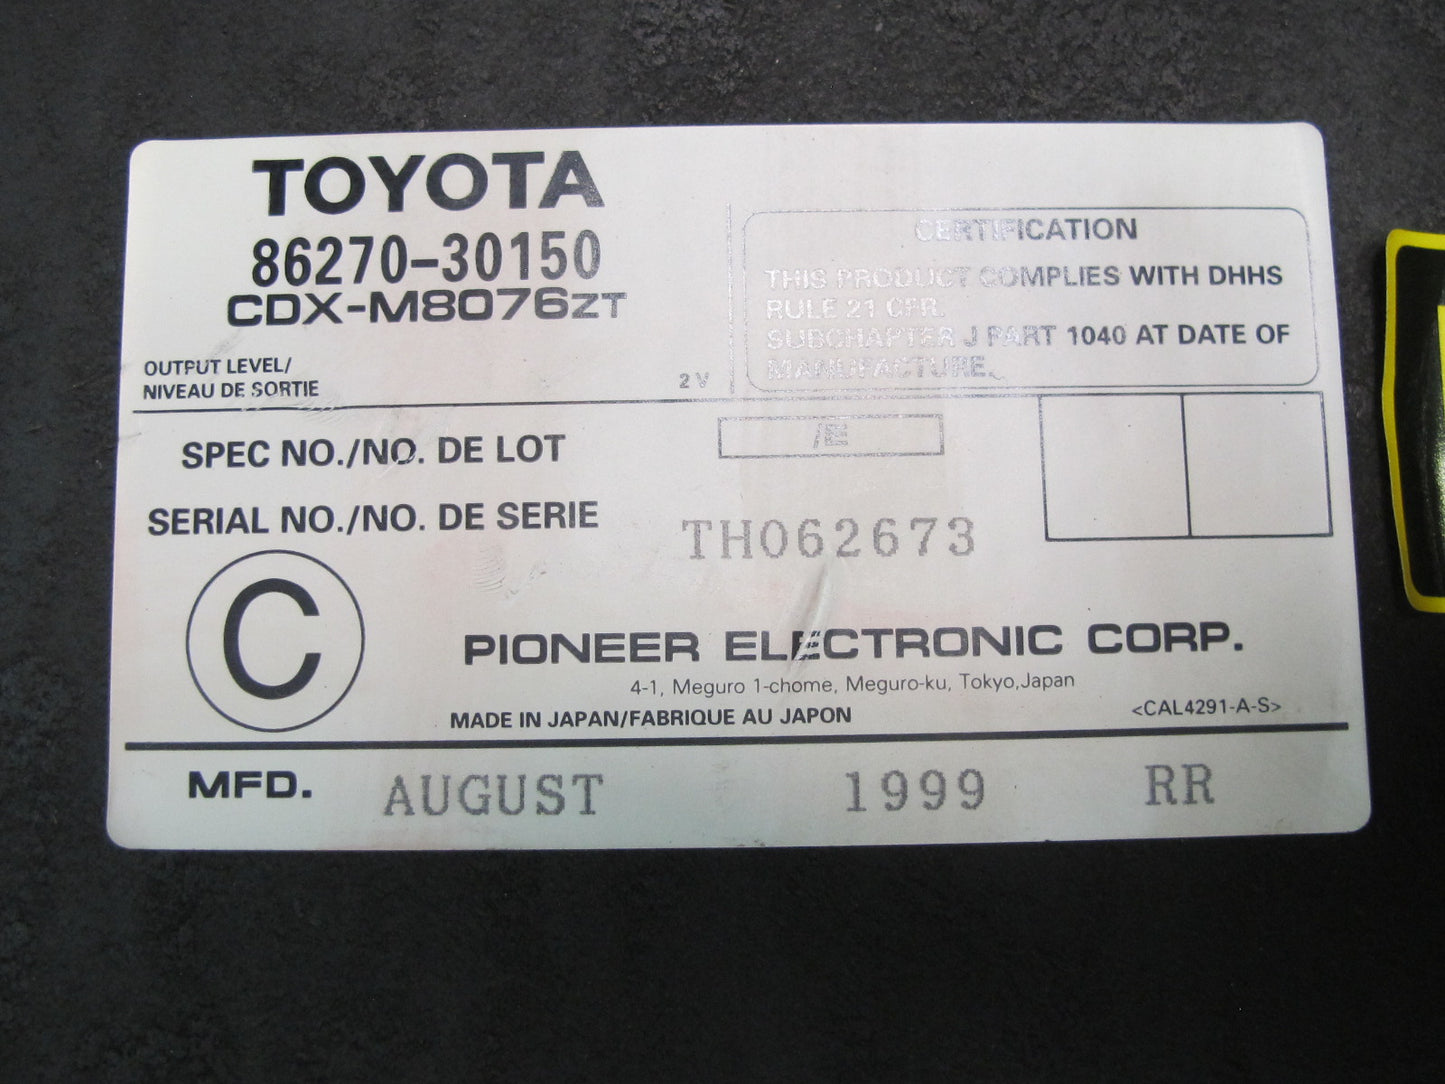 TOYOTA
86270-30150
CDX-M8076ZT
OUTPUT LEVEL/
NIVEAU DE SORTIE 2 V
CERTIFICATION
THIS PRODUCT COMPLIES WITH DHHS
RULE 21 CFR.
SUBCHAPTER J PART 1040 AT DATE OF
MANUFACTURE.
SPEC NO./NO. DE LOT /E
SERIAL NO./NO. DE SERIE TH062673
C
PIONEER ELECTRONIC CORP.
4-1, Meguro 1-chome, Meguro-ku, Tokyo,Japan
MADE IN JAPAN/FABRIQUE AU JAPON <CAL4291-A-S>
MFD. AUGUST 1999 RR